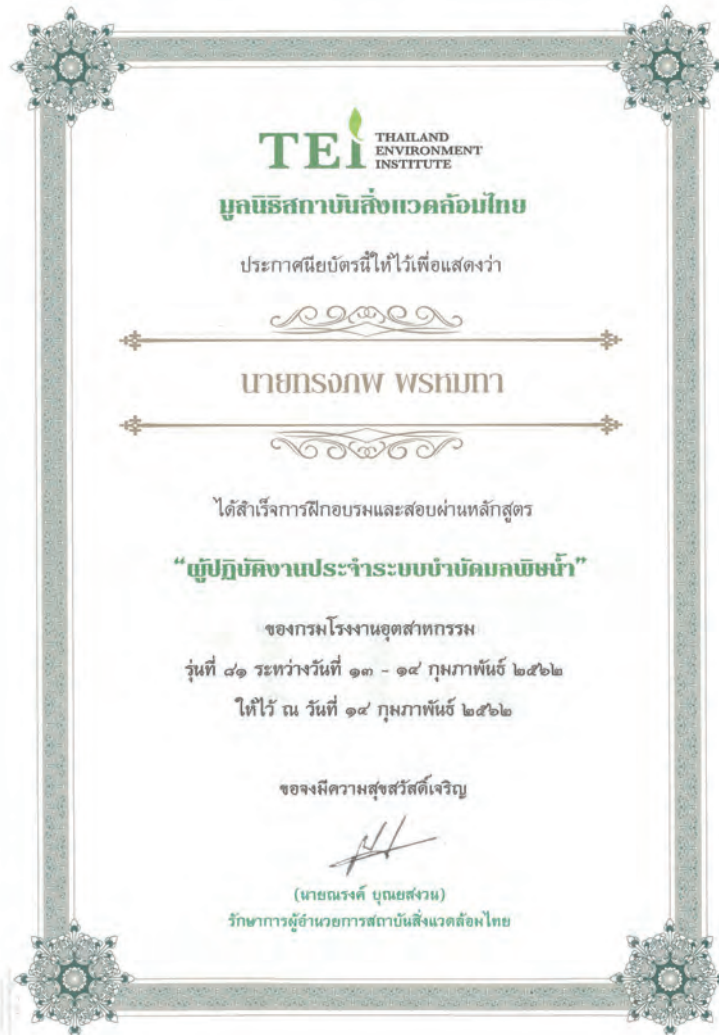 TEi THAILAND
ENVIRONMENT
INSTITUTE
มูลนิธิสถาบันสิ่งแวดล้อมไทย
ประกาศนียบัตรนี้ให้ไว้เพื่อแสดงว่า
นายทรงภพ พรหมทา
ได้สำเร็จการฝึกอบรมและสอบผ่านหลักสูตร
“ผู้ปฏิบัติงานประจำระบบบำบัดมลพิษน้ำ”
ของกรมโรงงานอุตสาหกรรม
รุ่นที่ ๘๑ ระหว่างวันที่ ๑๓ - ๑๔ กุมภาพันธ์ ๒๕๖๒
ให้ไว้ ณ วันที่ ๑๔ กุมภาพันธ์ ๒๕๖๒
ขอจงมีความสุขสวัสดิ์เจริญ
(นายณรงค์ บุณยสงวน)
รักษาการผู้อำนวยการสถาบันสิ่งแวดล้อมไทย